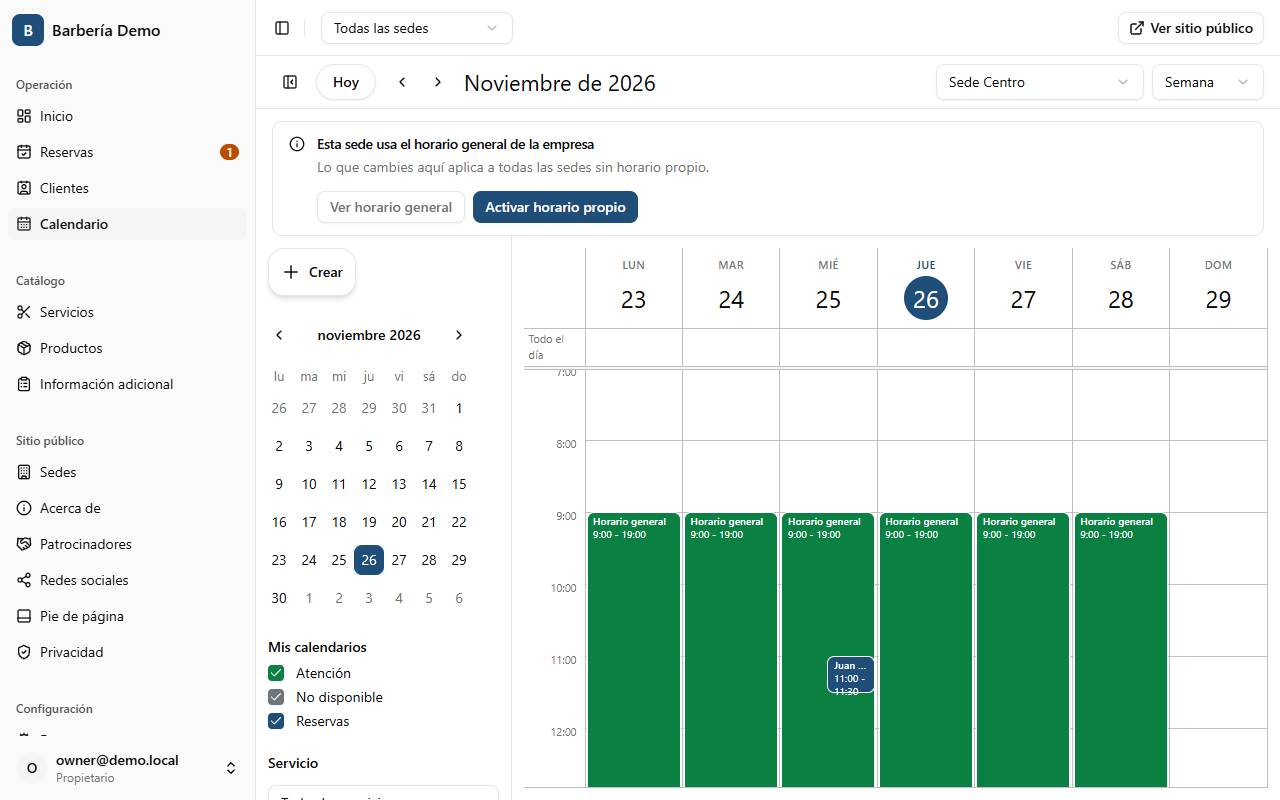 B Barbería Demo
Operación
Inicio
Reservas 1
Clientes
Calendario
Catálogo
Servicios
Productos
Información adicional
Sitio público
Sedes
Acerca de
Patrocinadores
Redes sociales
Pie de página
Privacidad
Configuración
O owner@demo.local
Propietario
Todas las sedes
Ver sitio público
Hoy
Noviembre de 2026
Sede Centro
Semana
Esta sede usa el horario general de la empresa
Lo que cambies aquí aplica a todas las sedes sin horario propio.
Ver horario general
Activar horario propio
Crear
noviembre 2026
lu ma mi ju vi sá do
26 27 28 29 30 31 1
2 3 4 5 6 7 8
9 10 11 12 13 14 15
16 17 18 19 20 21 22
23 24 25 26 27 28 29
30 1 2 3 4 5 6
Mis calendarios
Atención
No disponible
Reservas
Servicio
LUN MAR MIÉ JUE VIE SÁB DOM
23 24 25 26 27 28 29
Todo el
día
7:00
8:00
9:00
Horario general Horario general Horario general Horario general Horario general Horario general
9:00 - 19:00 9:00 - 19:00 9:00 - 19:00 9:00 - 19:00 9:00 - 19:00 9:00 - 19:00
10:00
11:00
Juan ...
11:00 -
11:30
12:00